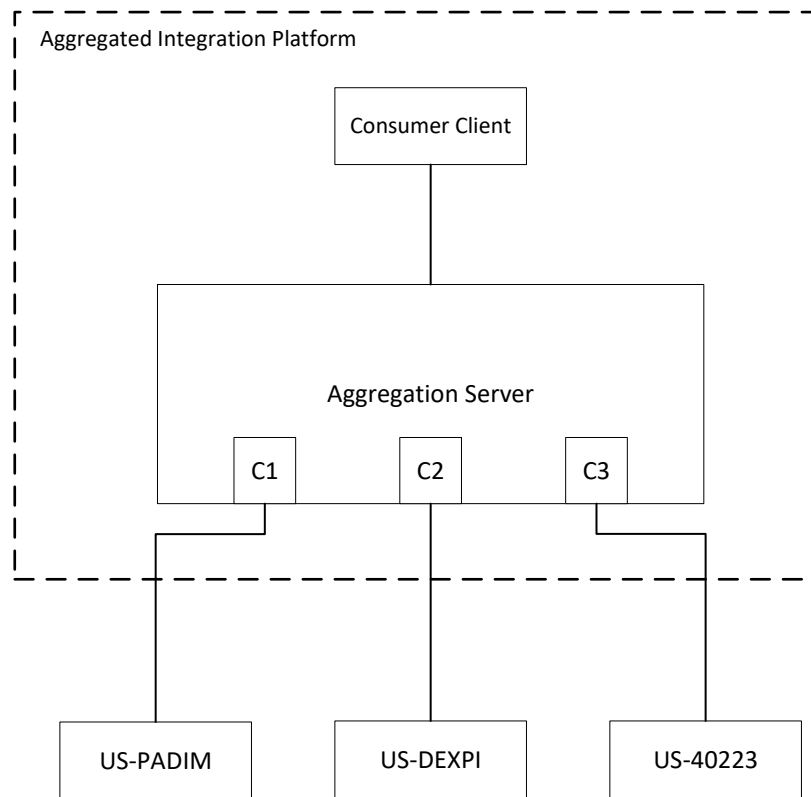 Aggregated Integration Platform
Consumer Client
Aggregation Server
C1
C2
C3
US-PADIM
US-DEXPI
US-40223